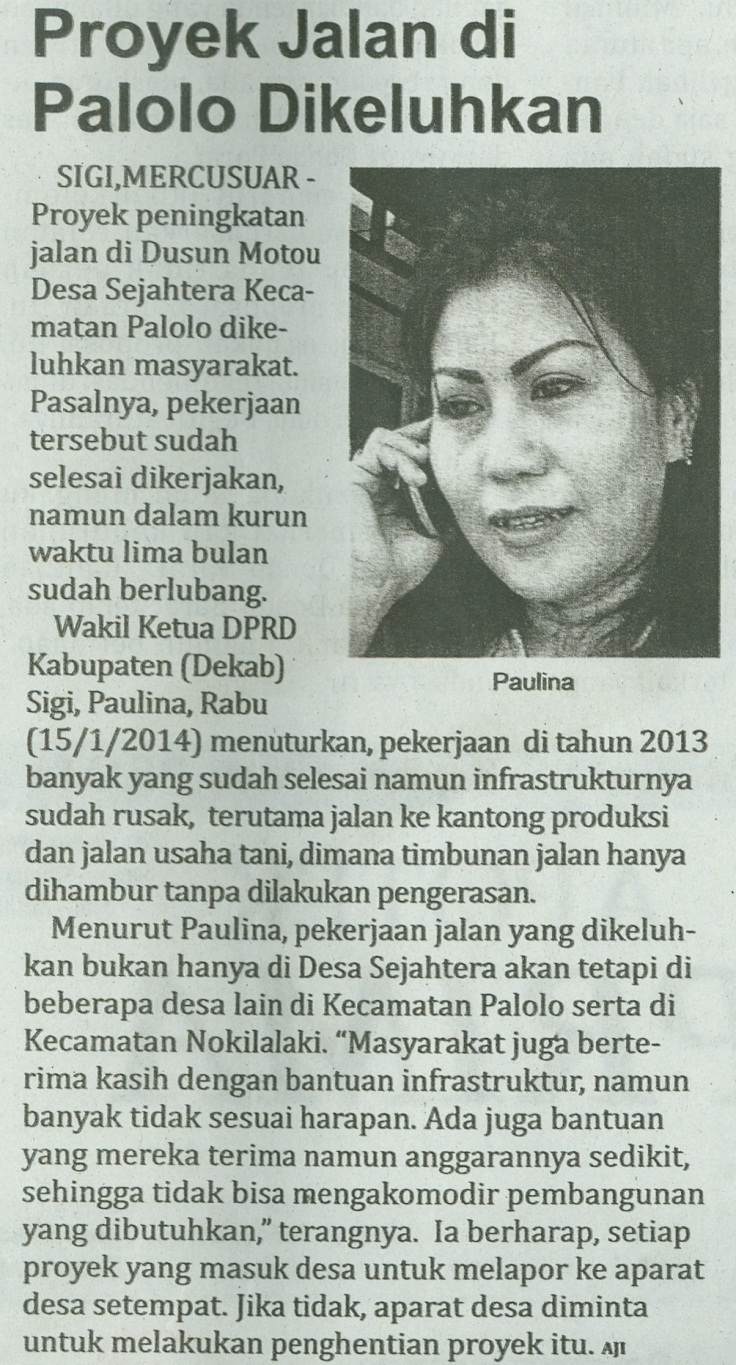 Proyek Jalan di
Palolo Dikeluhkan
SIGI,MERCUSUAR -
Proyek peningkatan
jalan di Dusun Motou
Desa Sejahtera Keca-
matan Palolo dike-
luhkan masyarakat.
Pasalnya, pekerjaan
tersebut sudah
selesai dikerjakan,
namun dalam kurun
waktu lima bulan
sudah berlubang.
Wakil Ketua DPRD
Kabupaten (Dekab)
Sigi, Paulina, Rabu
Paulina
(15/1/2014) menuturkan, pekerjaan di tahun 2013
banyak yang sudah selesai namun infrastrukturnya
sudah rusak, terutama jalan ke kantong produksi
dan jalan usaha tani, dimana timbunan jalan hanya
dihambur tanpa dilakukan pengerasan.
Menurut Paulina, pekerjaan jalan yang dikeluh-
kan bukan hanya di Desa Sejahtera akan tetapi di
beberapa desa lain di Kecamatan Palolo serta di
Kecamatan Nokilalaki. “Masyarakat juga berte-
rima kasih dengan bantuan infrastruktur, namun
banyak tidak sesuai harapan. Ada juga bantuan
yang mereka terima namun anggarannya sedikit,
sehingga tidak bisa mengakomodir pembangunan
yang dibutuhkan,” terangnya. Ia berharap, setiap
proyek yang masuk desa untuk melapor ke aparat
desa setempat. Jika tidak, aparat desa diminta
untuk melakukan penghentian proyek itu. AJI